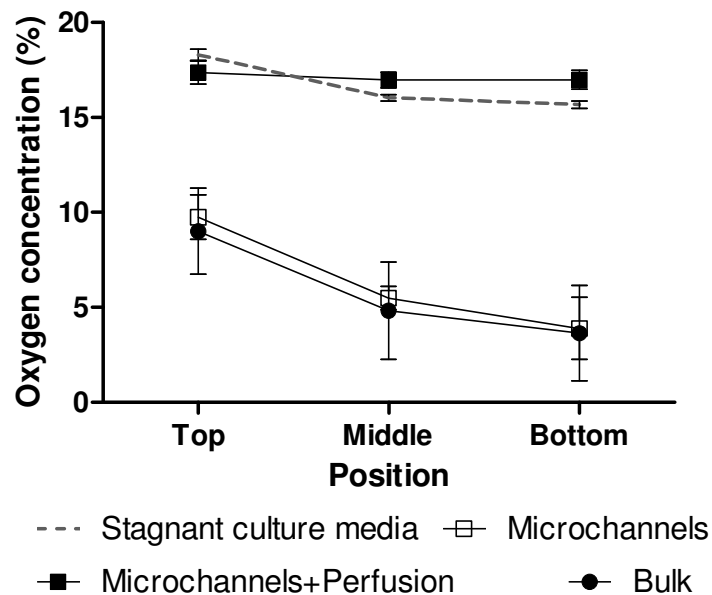 Oxygen concentration (%)
20
15
10
5
0
Top Middle Bottom
Position
Stagnant culture media Microchannels
Microchannels+Perfusion Bulk